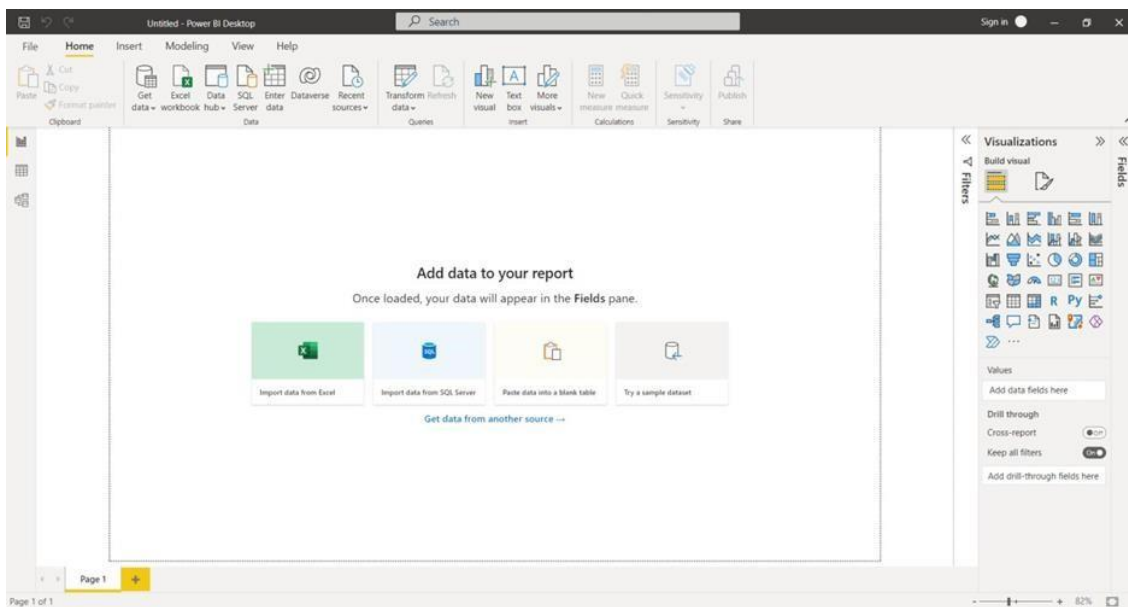 Untitled - Power BI Desktop
Search
Sign in
File Home Insert Modeling View Help
Paste
Cut
Copy
Format painter
Clipboard
Get data
Excel workbook
Data hub
SQL Server
Enter data
Dataverse
Recent sources
Data
Transform data
Refresh
Queries
New visual
Text box
More visuals
Insert
New measure
Quick measure
Calculations
Sensitivity
Sensitivity
Publish
Share
Filters
Visualizations
Build visual
Fields
R Py
Values
Add data fields here
Drill through
Cross-report
Off
Keep all filters
On
Add drill-through fields here
Add data to your report
Once loaded, your data will appear in the Fields pane.
SQL
Import data from Excel
Import data from SQL Server
Paste data into a blank table
Try a sample dataset
Get data from another source →
Page 1
Page 1 of 1
82%